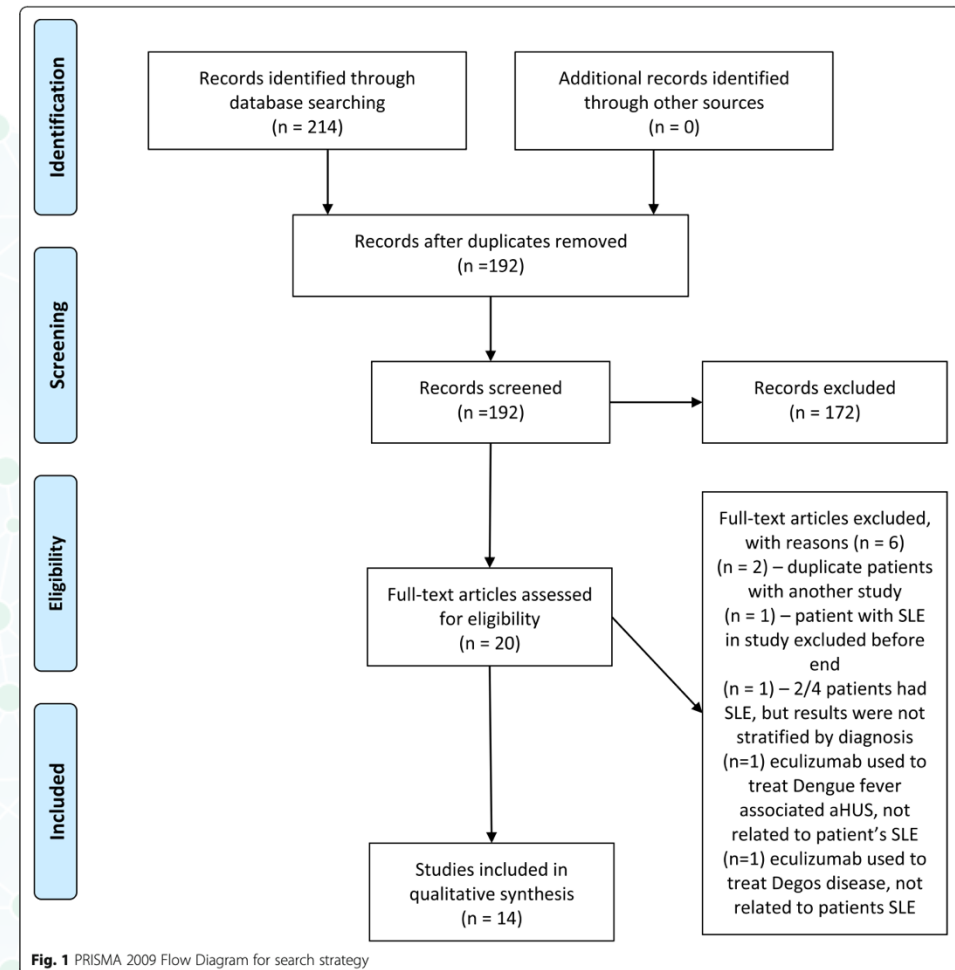 Identification
Records identified through
database searching
(n = 214)
Additional records identified
through other sources
(n = 0)
Records after duplicates removed
(n =192)
Screening
Records screened
(n =192)
Records excluded
(n = 172)
Eligibility
Full-text articles assessed
for eligibility
(n = 20)
Full-text articles excluded,
with reasons (n = 6)
(n = 2) – duplicate patients
with another study
(n = 1) – patient with SLE
in study excluded before
end
(n = 1) – 2/4 patients had
SLE, but results were not
stratified by diagnosis
(n=1) eculizumab used to
treat Dengue fever
associated aHUS, not
related to patient’s SLE
(n=1) eculizumab used to
treat Degos disease, not
related to patients SLE
Included
Studies included in
qualitative synthesis
(n = 14)
Fig. 1 PRISMA 2009 Flow Diagram for search strategy